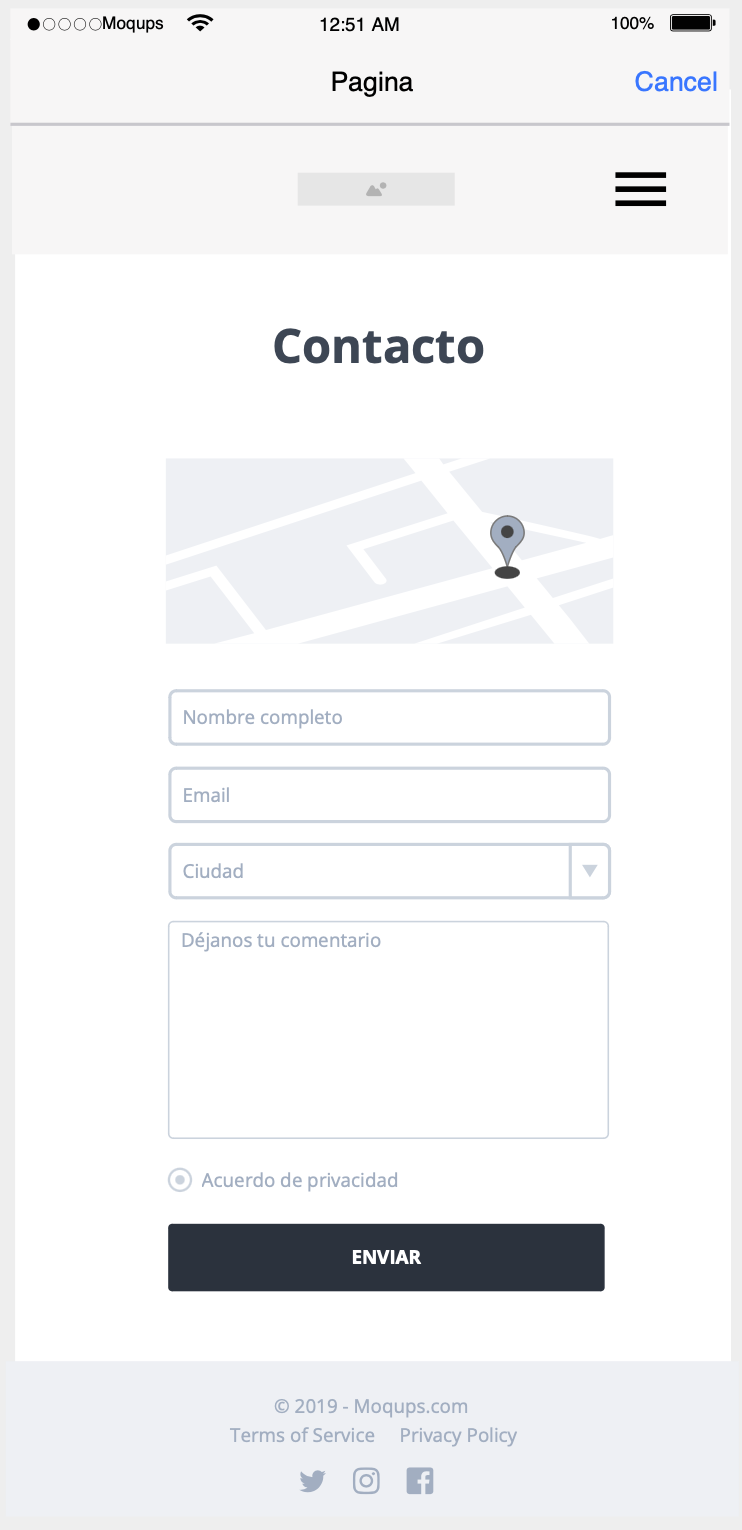 Moqups 12:51 AM 100%
Pagina Cancel
Contacto
Nombre completo
Email
Ciudad
Déjanos tu comentario
Acuerdo de privacidad
ENVIAR
© 2019 - Moqups.com
Terms of Service Privacy Policy